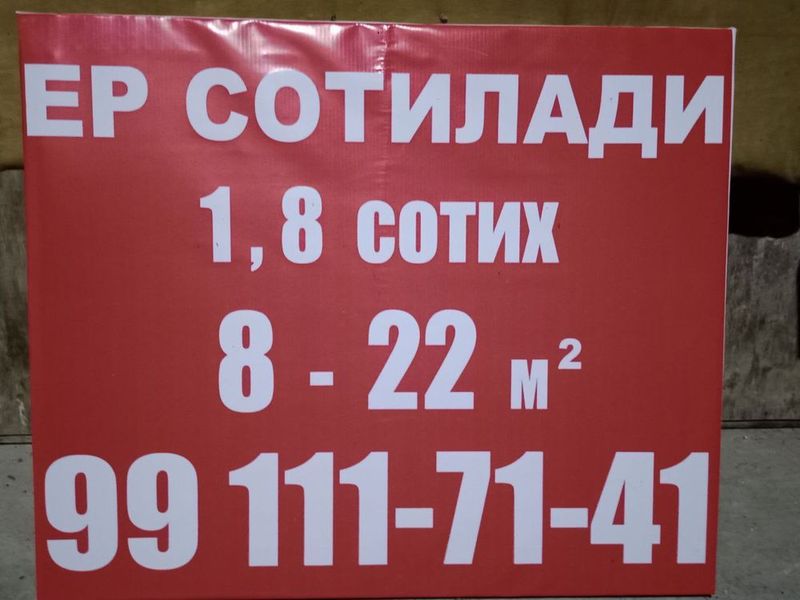 ЕР СОТИЛАДИ
1,8 СОТИХ
8 - 22 м²
99 111-71-41